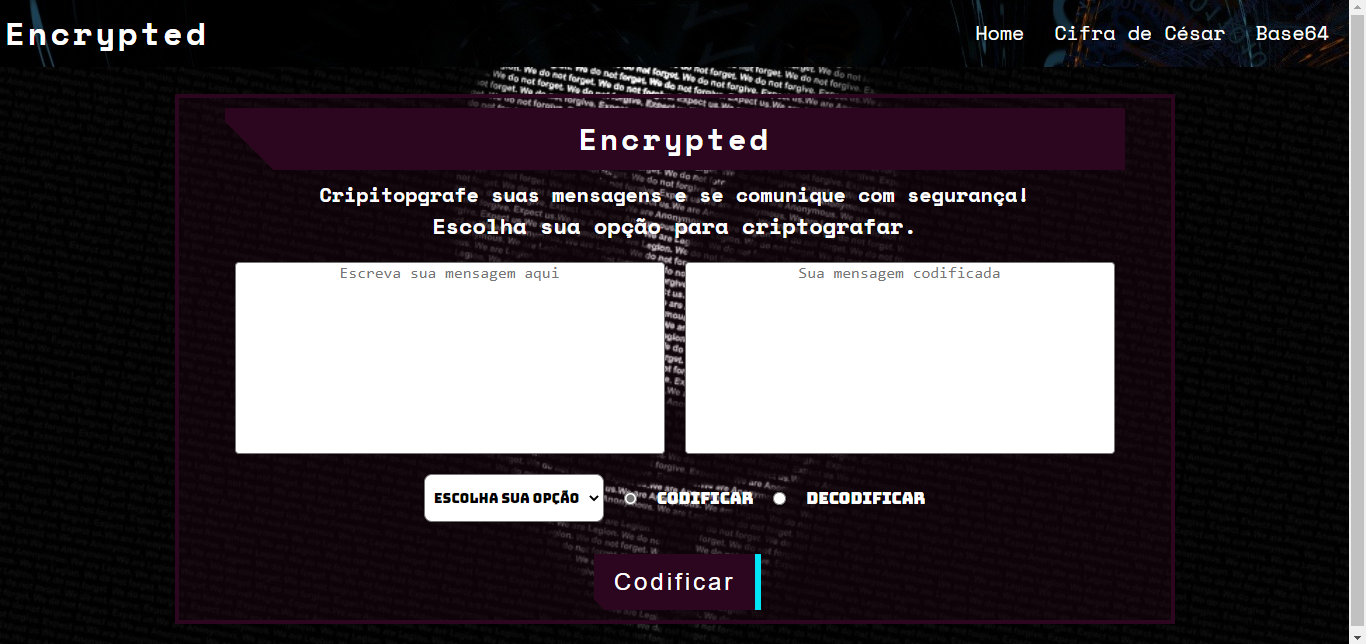 Encrypted
Home Cifra de César Base64
Encrypted
Cripitopgrafe suas mensagens e se comunique com segurança!
Escolha sua opção para criptografar.
Escreva sua mensagem aqui
Sua mensagem codificada
ESCOLHA SUA OPÇÃO CODIFICAR DECODIFICAR
Codificar